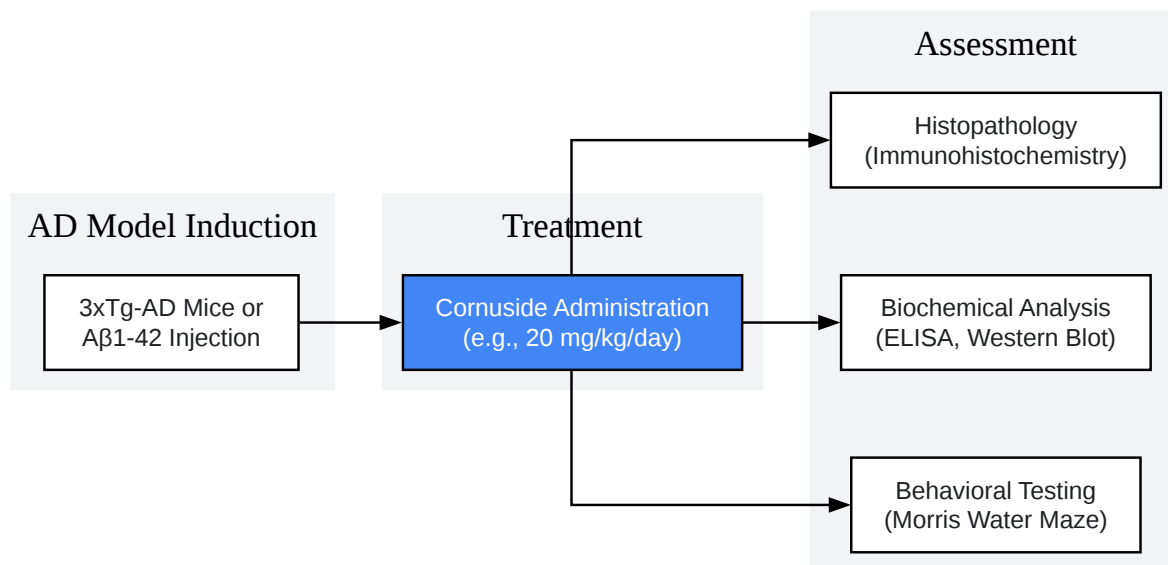 AD Model Induction
3xTg-AD Mice or
Aβ1-42 Injection
Treatment
Cornuside Administration
(e.g., 20 mg/kg/day)
Assessment
Histopathology
(Immunohistochemistry)
Biochemical Analysis
(ELISA, Western Blot)
Behavioral Testing
(Morris Water Maze)